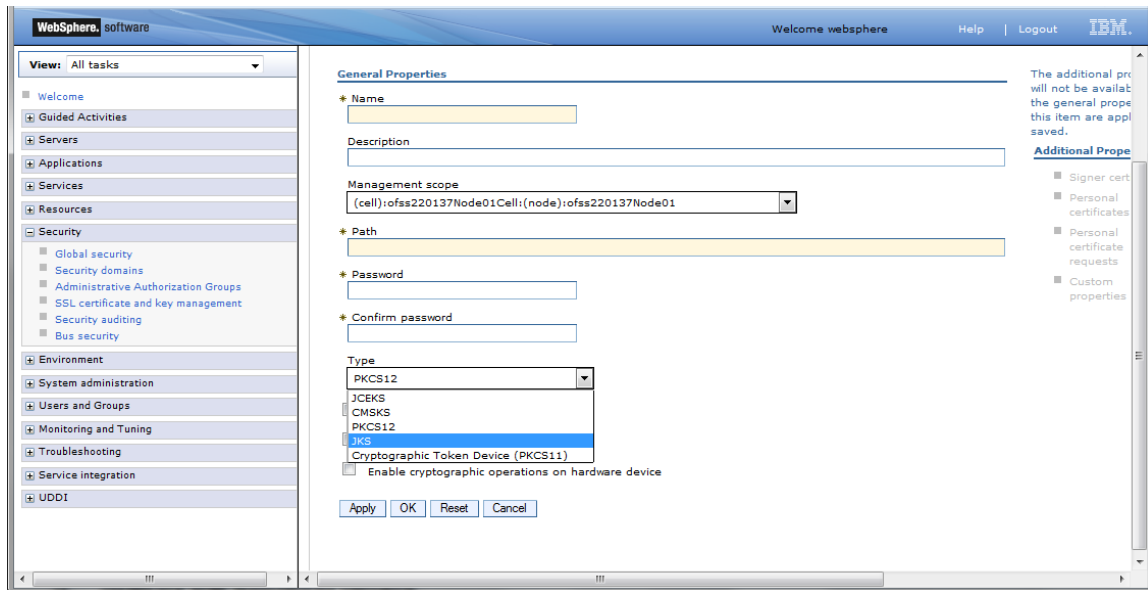 WebSphere. software
Welcome websphere Help | Logout IBM.
View: All tasks
Welcome
Guided Activities
Servers
Applications
Services
Resources
Security
Global security
Security domains
Administrative Authorization Groups
SSL certificate and key management
Security auditing
Bus security
Environment
System administration
Users and Groups
Monitoring and Tuning
Troubleshooting
Service integration
UDDI
General Properties
* Name
Description
Management scope
(cell):ofss220137Node01Cell:(node):ofss220137Node01
* Path
* Password
* Confirm password
Type
PKCS12
JCEKS
CMSKS
PKCS12
JKS
Cryptographic Token Device (PKCS11)
Enable cryptographic operations on hardware device
Apply OK Reset Cancel
The additional pro
will not be availab
the general prope
this item are appl
saved.
Additional Prope
Signer cert
Personal
certificates
Personal
certificate
requests
Custom
properties